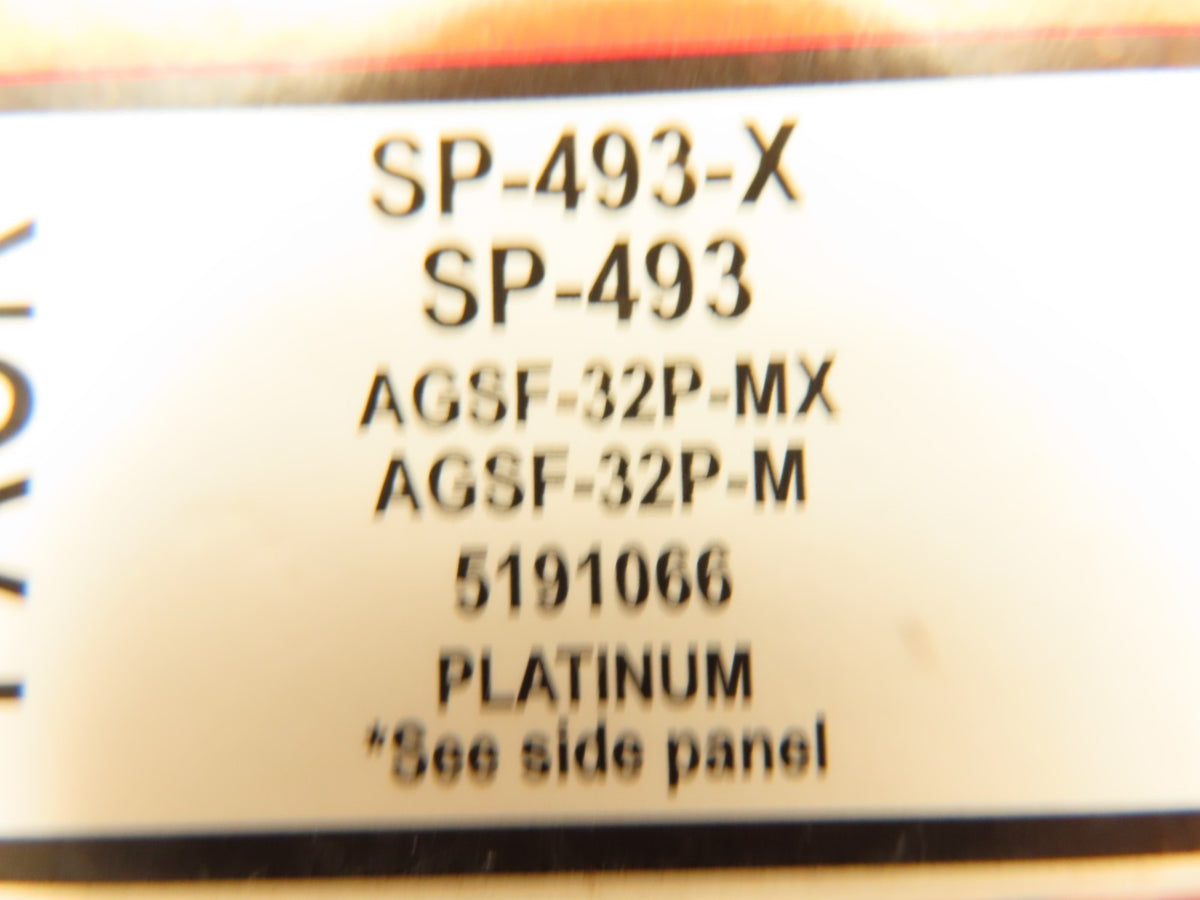 SP-493-X
SP-493
AGSF-32P-MX
AGSF-32P-M
5191066
PLATINUM
*See side panel